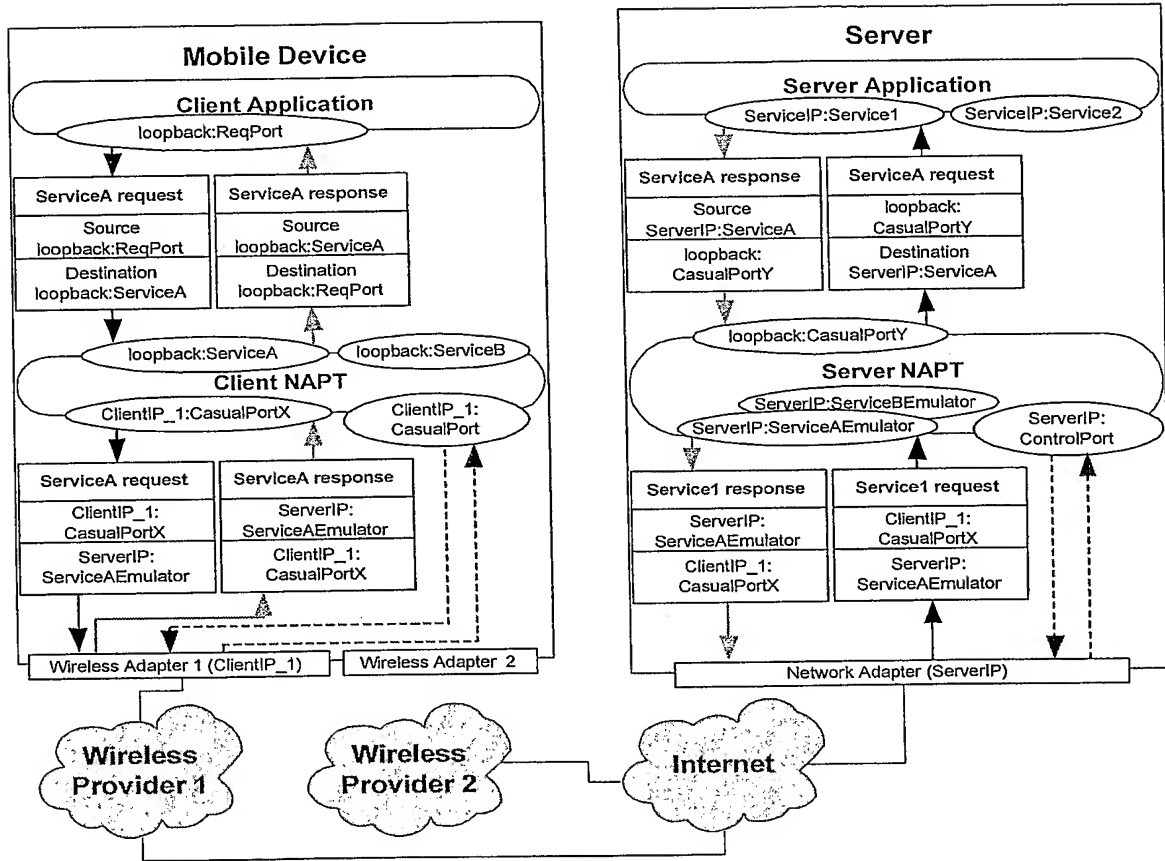 Mobile Device
Client Application
loopback:ReqPort
ServiceA request
Source
loopback:ReqPort
Destination
loopback:ServiceA
ServiceA response
Source
loopback:ServiceA
Destination
loopback:ReqPort
loopback:ServiceA
loopback:ServiceB
Client NAPT
ClientIP_1:CasualPortX
ClientIP_1:
CasualPort
ServiceA request
ClientIP_1:
CasualPortX
ServerIP:
ServiceAEmulator
ServiceA response
ServerIP:
ServiceAEmulator
ClientIP_1:
CasualPortX
Wireless Adapter 1 (ClientIP_1)
Wireless Adapter 2
Server
Server Application
ServiceIP:Service1
ServiceIP:Service2
ServiceA response
Source
ServerIP:ServiceA
loopback:
CasualPortY
ServiceA request
loopback:
CasualPortY
Destination
ServerIP:ServiceA
loopback:CasualPortY
Server NAPT
ServerIP:ServiceBEmulator
ServerIP:ServiceAEmulator
ServerIP:
ControlPort
Service1 response
ServerIP:
ServiceAEmulator
ClientIP_1:
CasualPortX
Service1 request
ClientIP_1:
CasualPortX
ServerIP:
ServiceAEmulator
Network Adapter (ServerIP)
Wireless
Provider 1
Wireless
Provider 2
Internet